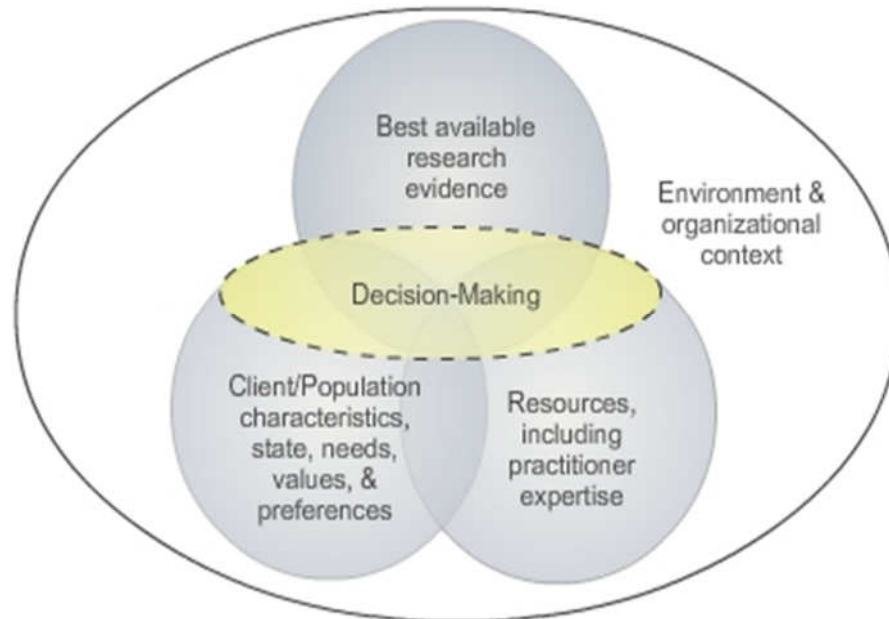 Best available
research
evidence
Environment &
organizational
context
Decision-Making
Client/Population
characteristics,
state, needs,
values, &
preferences
Resources,
including
practitioner
expertise